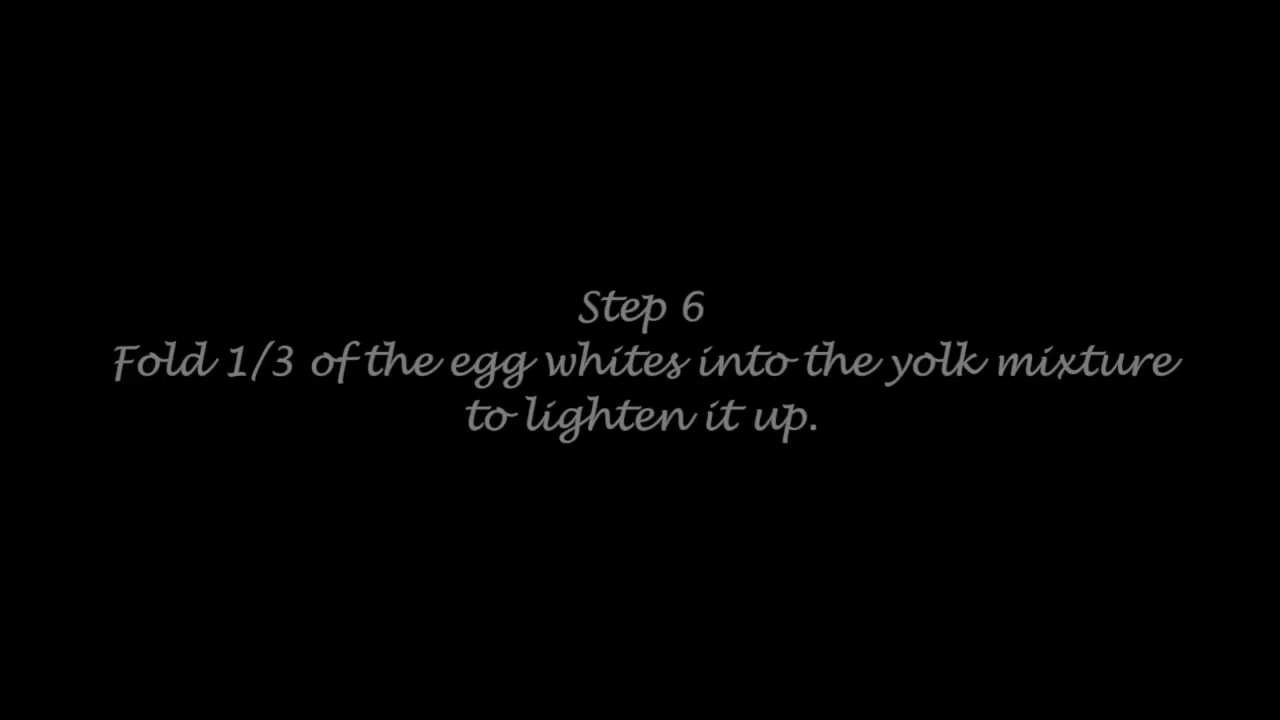 Step 6
Fold 1/3 of the egg whites into the yolk mixture
to lighten it up.